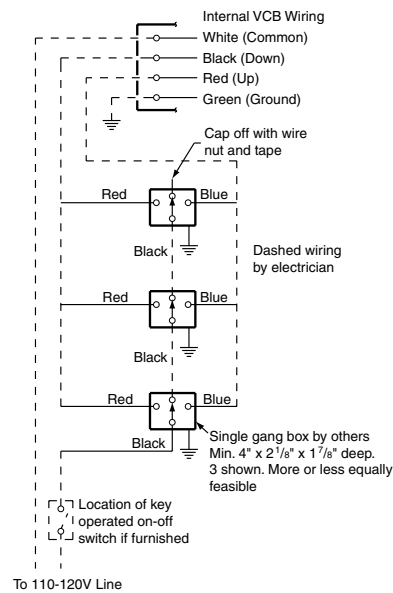 Internal VCB Wiring
White (Common)
Black (Down)
Red (Up)
Green (Ground)
Cap off with wire
nut and tape
Red
Blue
Black
Dashed wiring
by electrician
Red
Blue
Black
Red
Blue
Black
Single gang box by others
Min. 4" x 2 1/8" x 1 7/8" deep.
3 shown. More or less equally
feasible
Location of key
operated on-off
switch if furnished
To 110-120V Line